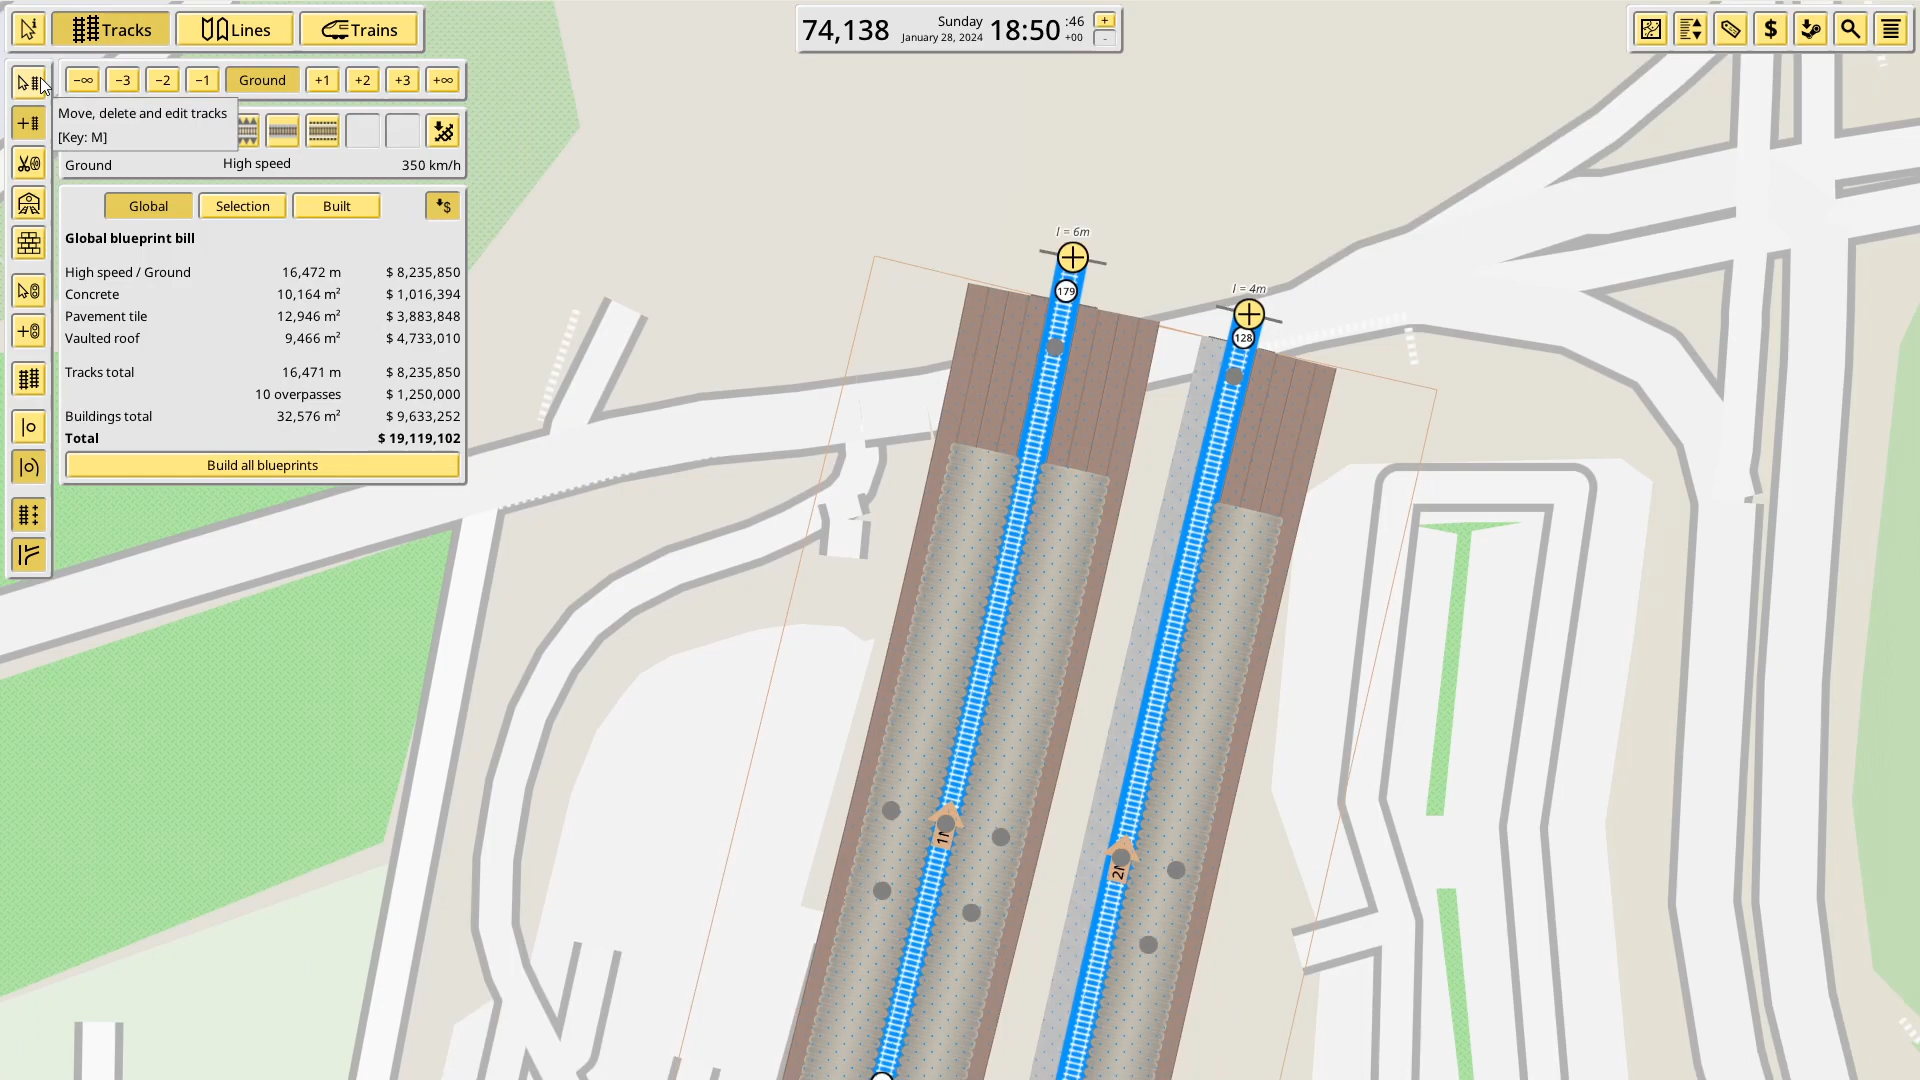 Tracks
Lines
Trains
74,138
Sunday
January 28, 2024
18:50
:46
+00
+
-
$
−∞
−3
−2
−1
Ground
+1
+2
+3
+∞
Move, delete and edit tracks
[Key: M]
Ground High speed 350 km/h
Global Selection Built $
Global blueprint bill
High speed / Ground 16,472 m $ 8,235,850
Concrete 10,164 m² $ 1,016,394
Pavement tile 12,946 m² $ 3,883,848
Vaulted roof 9,466 m² $ 4,733,010
Tracks total 16,471 m $ 8,235,850
10 overpasses $ 1,250,000
Buildings total 32,576 m² $ 9,633,252
Total $ 19,119,102
Build all blueprints
l = 6m
179
l = 4m
128